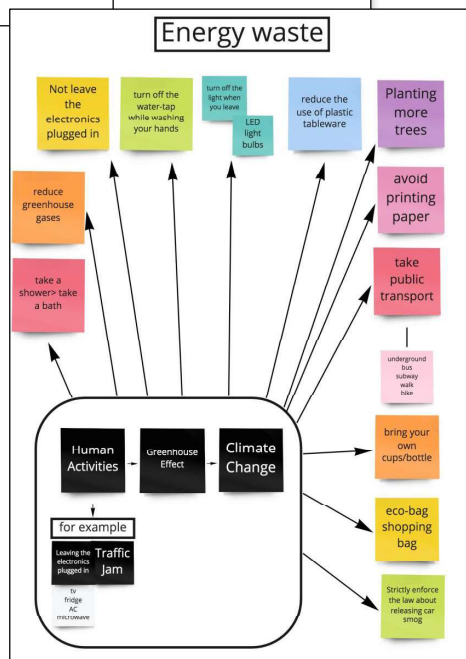 Energy waste
Not leave
the
electronics
plugged in
turn off the
water-tap
while washing
your hands
turn off the
light when
you leave
LED
light
bulbs
reduce the
use of plastic
tableware
Planting
more
trees
reduce
greenhouse
gases
avoid
printing
paper
take a
shower> take
a bath
take
public
transport
underground
bus
subway
walk
hike
Human
Activities
Greenhouse
Effect
Climate
Change
bring your
own
cups/bottle
for example
Leaving the
electronics
plugged in
Traffic
Jam
tv
fridge
AC
microwave
eco-bag
shopping
bag
Strictly enforce
the law about
releasing car
smog